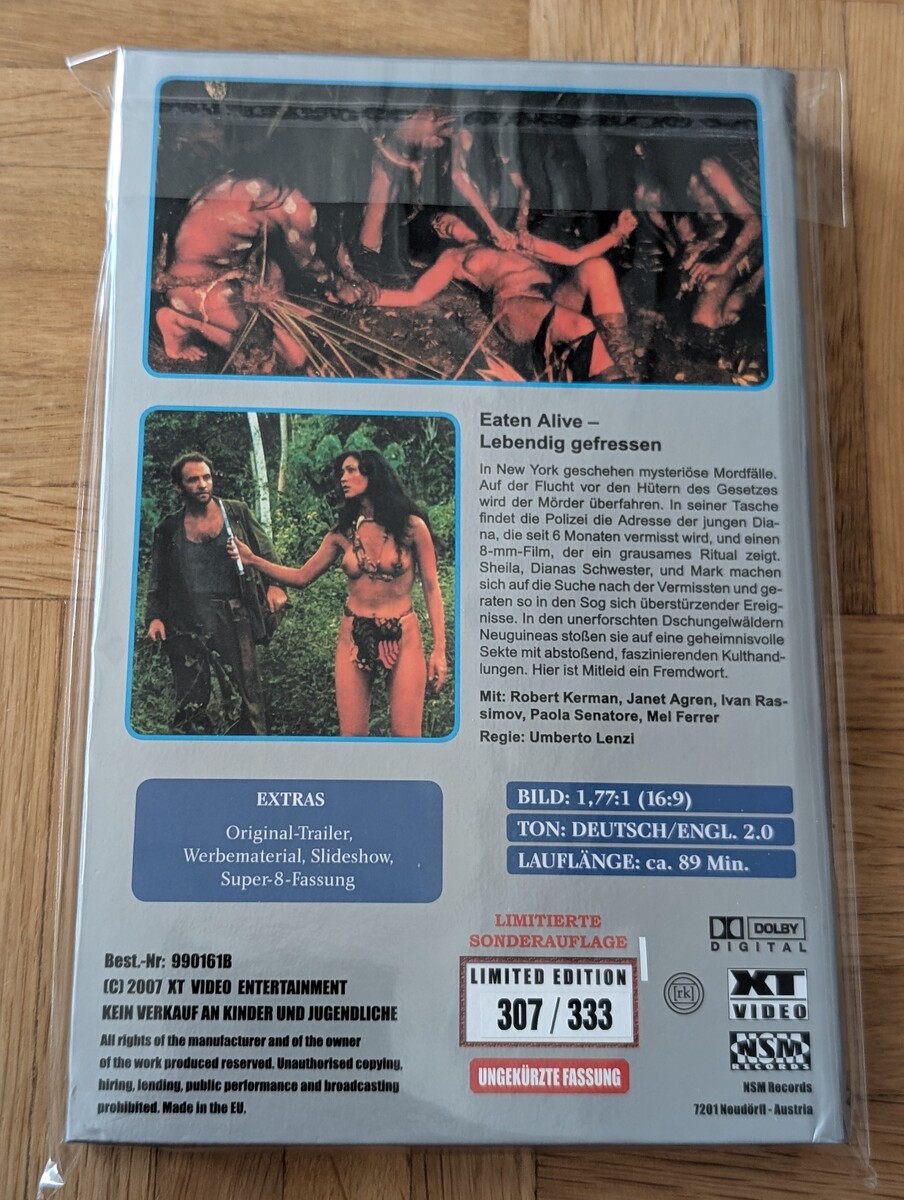 Eaten Alive –
Lebendig gefressen
In New York geschehen mysteriöse Mordfälle.
Auf der Flucht vor den Hütern des Gesetzes
wird der Mörder überfahren. In seiner Tasche
findet die Polizei die Adresse der jungen Dia-
na, die seit 6 Monaten vermisst wird, und einen
8-mm-Film, der ein grausames Ritual zeigt.
Sheila, Dianas Schwester, und Mark machen
sich auf die Suche nach der Vermissten und ge-
raten so in den Sog sich überstürzender Ereig-
nisse. In den unerforschten Dschungelwäldern
Neuguineas stoßen sie auf eine geheimnisvolle
Sekte mit abstoßend, faszinierenden Kulthand-
lungen. Hier ist Mitleid ein Fremdwort.
Mit: Robert Kerman, Janet Agren, Ivan Ras-
simov, Paola Senatore, Mel Ferrer
Regie: Umberto Lenzi
EXTRAS
Original-Trailer,
Werbematerial, Slideshow,
Super-8-Fassung
BILD: 1,77:1 (16:9)
TON: DEUTSCH/ENGL. 2.0
LAUFLÄNGE: ca. 89 Min.
Best.-Nr: 990161B
(C) 2007 XT VIDEO ENTERTAINMENT
KEIN VERKAUF AN KINDER UND JUGENDLICHE
All rights of the manufacturer and of the owner
of the work produced reserved. Unauthorised copying,
hiring, lending, public performance and broadcasting
prohibited. Made in the EU.
LIMITIERTE
SONDERAUFLAGE
LIMITED EDITION
307 / 333
UNGEKÜRZTE FASSUNG
[rk]
DOLBY
DIGITAL
XT
VIDEO
NSM
RECORDS
NSM Records
7201 Neudörfl - Austria